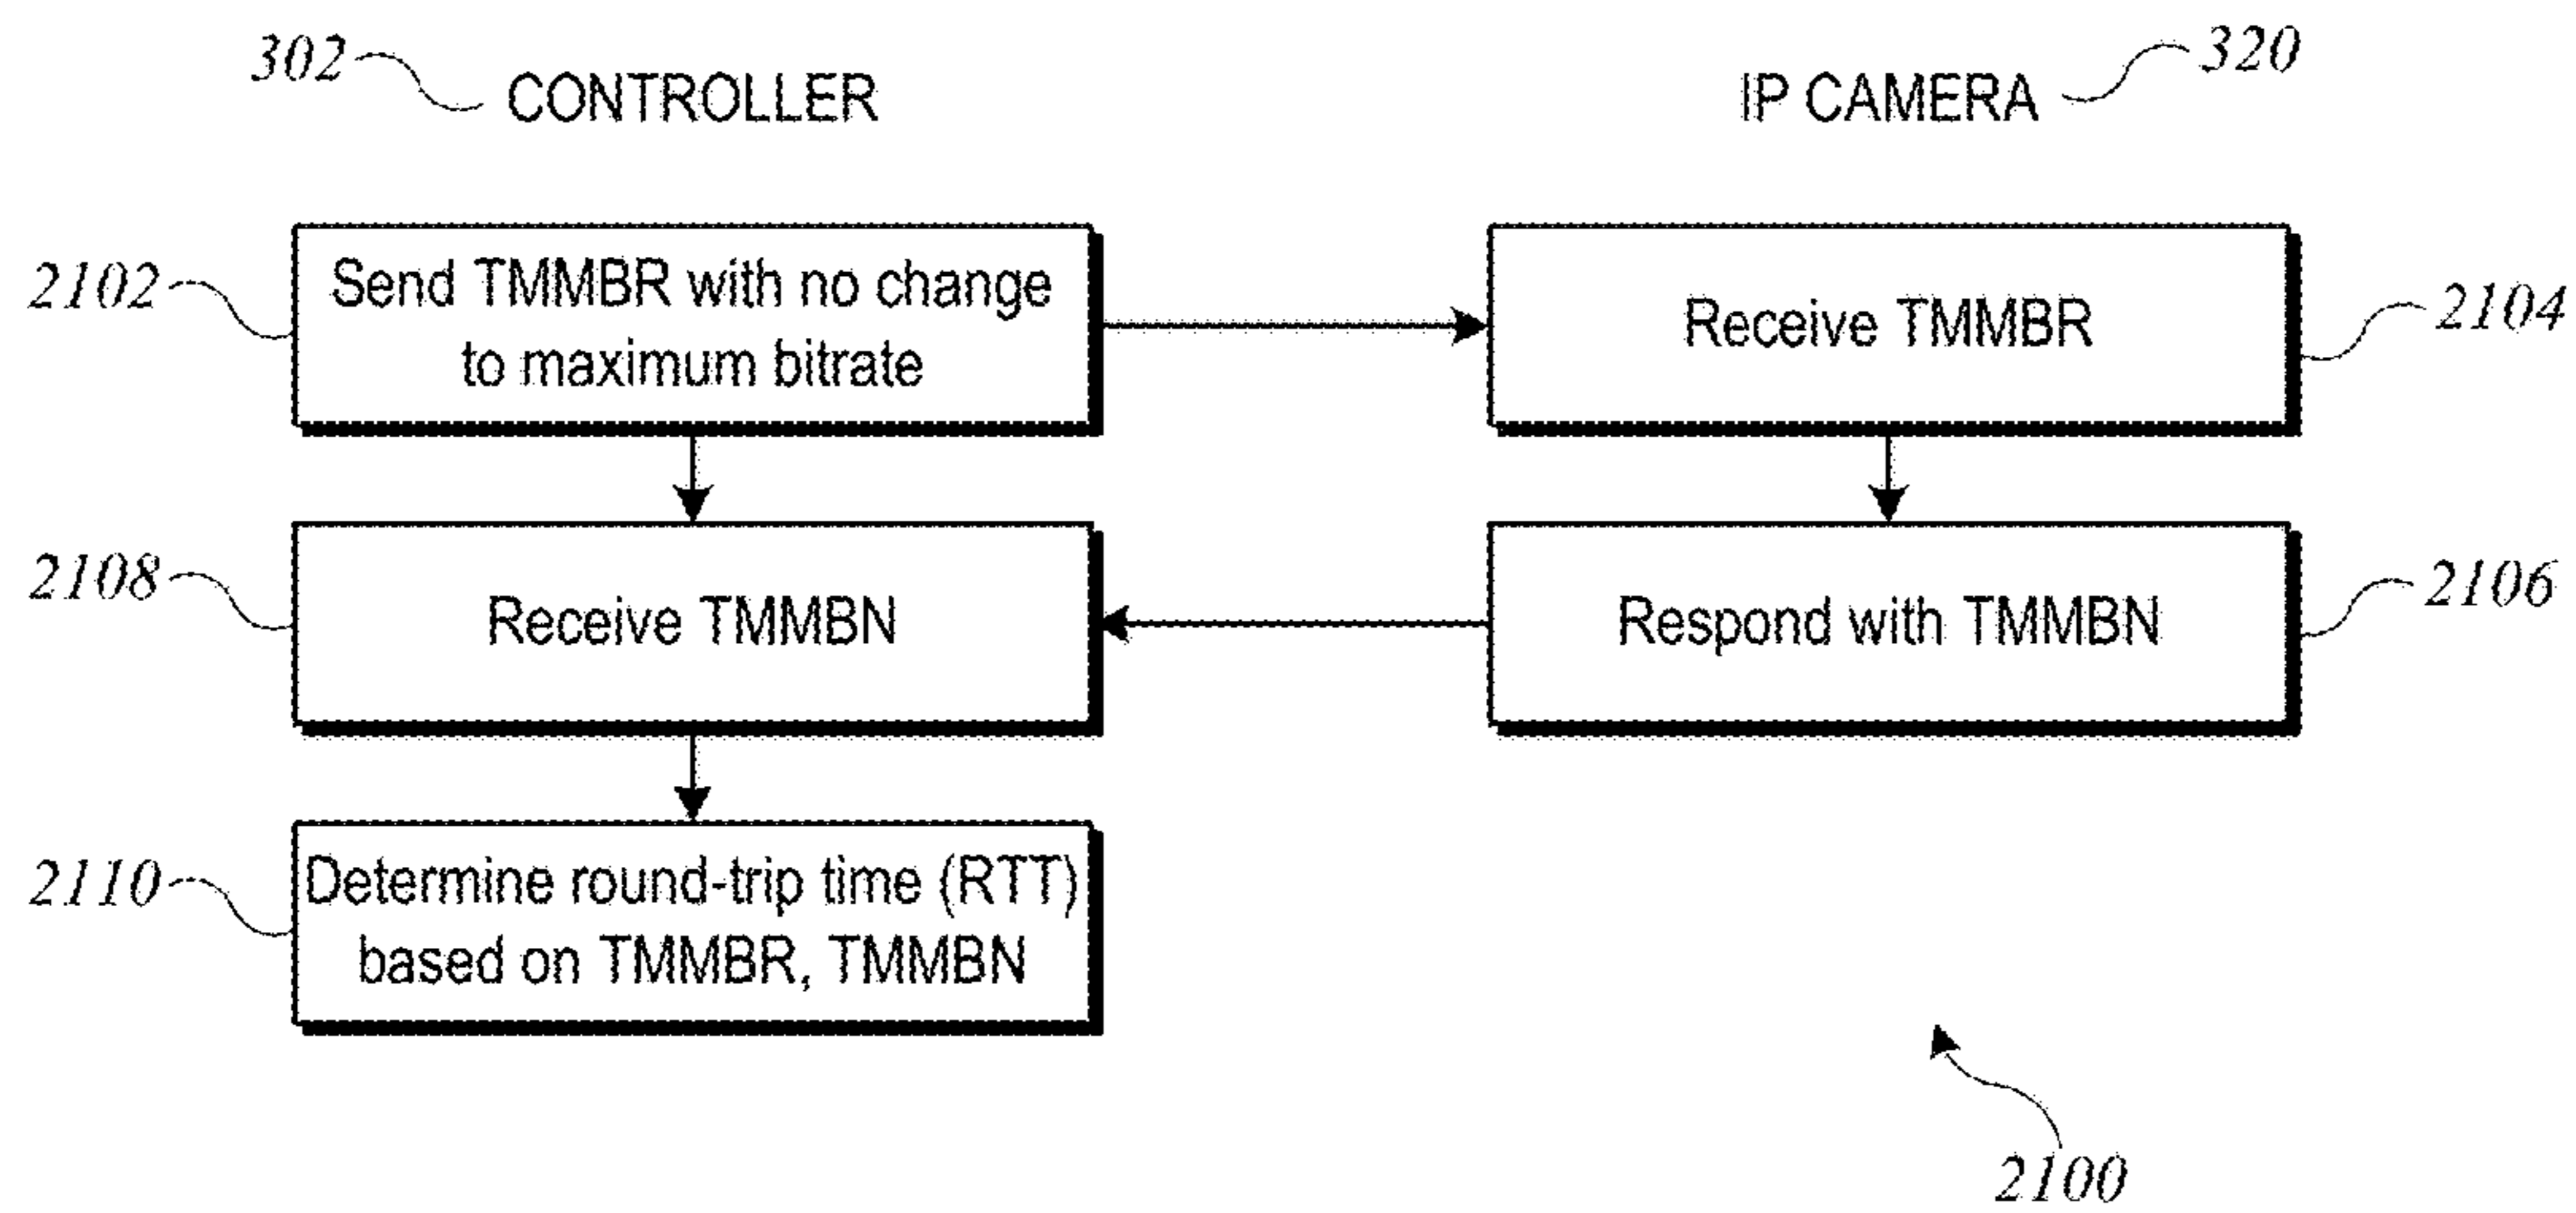 302
CONTROLLER
IP CAMERA
320
2102
Send TMMBR with no change
to maximum bitrate
Receive TMMBR
2104
2108
Receive TMMBN
Respond with TMMBN
2106
2110
Determine round-trip time (RTT)
based on TMMBR, TMMBN
2100